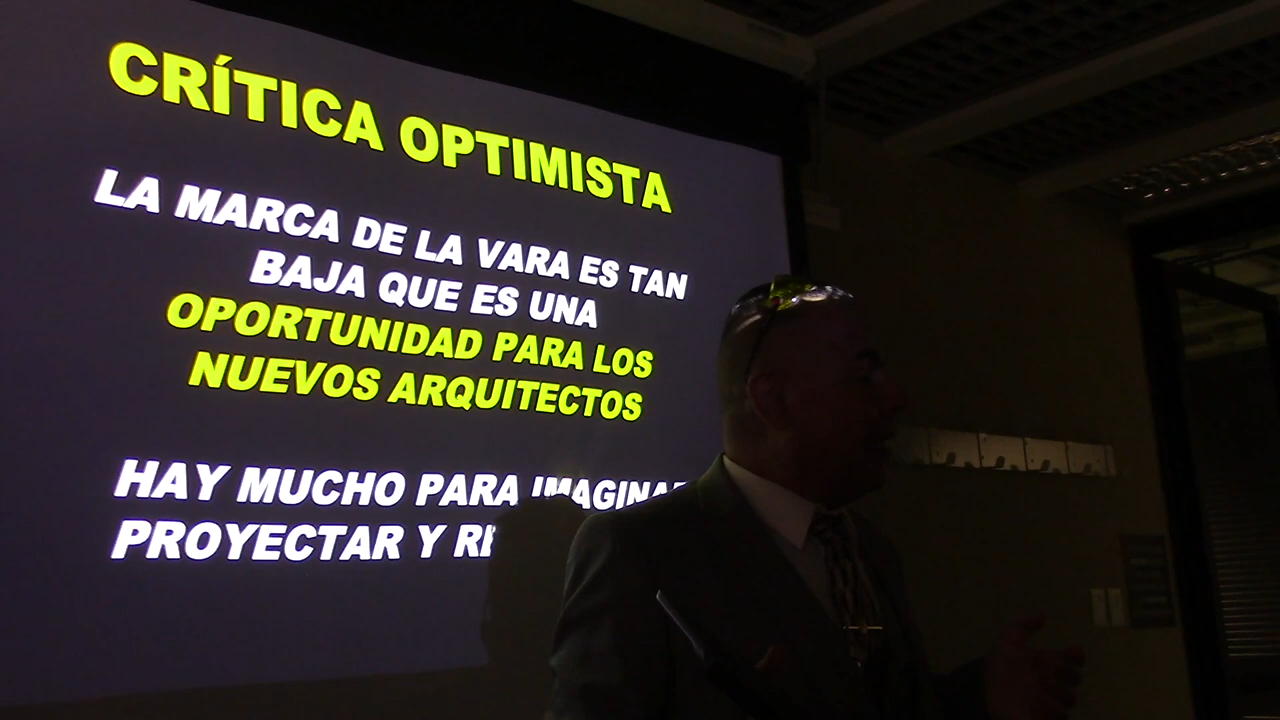 CRÍTICA OPTIMISTA
LA MARCA DE LA VARA ES TAN
BAJA QUE ES UNA
OPORTUNIDAD PARA LOS
NUEVOS ARQUITECTOS
HAY MUCHO PARA
PROYECTAR Y